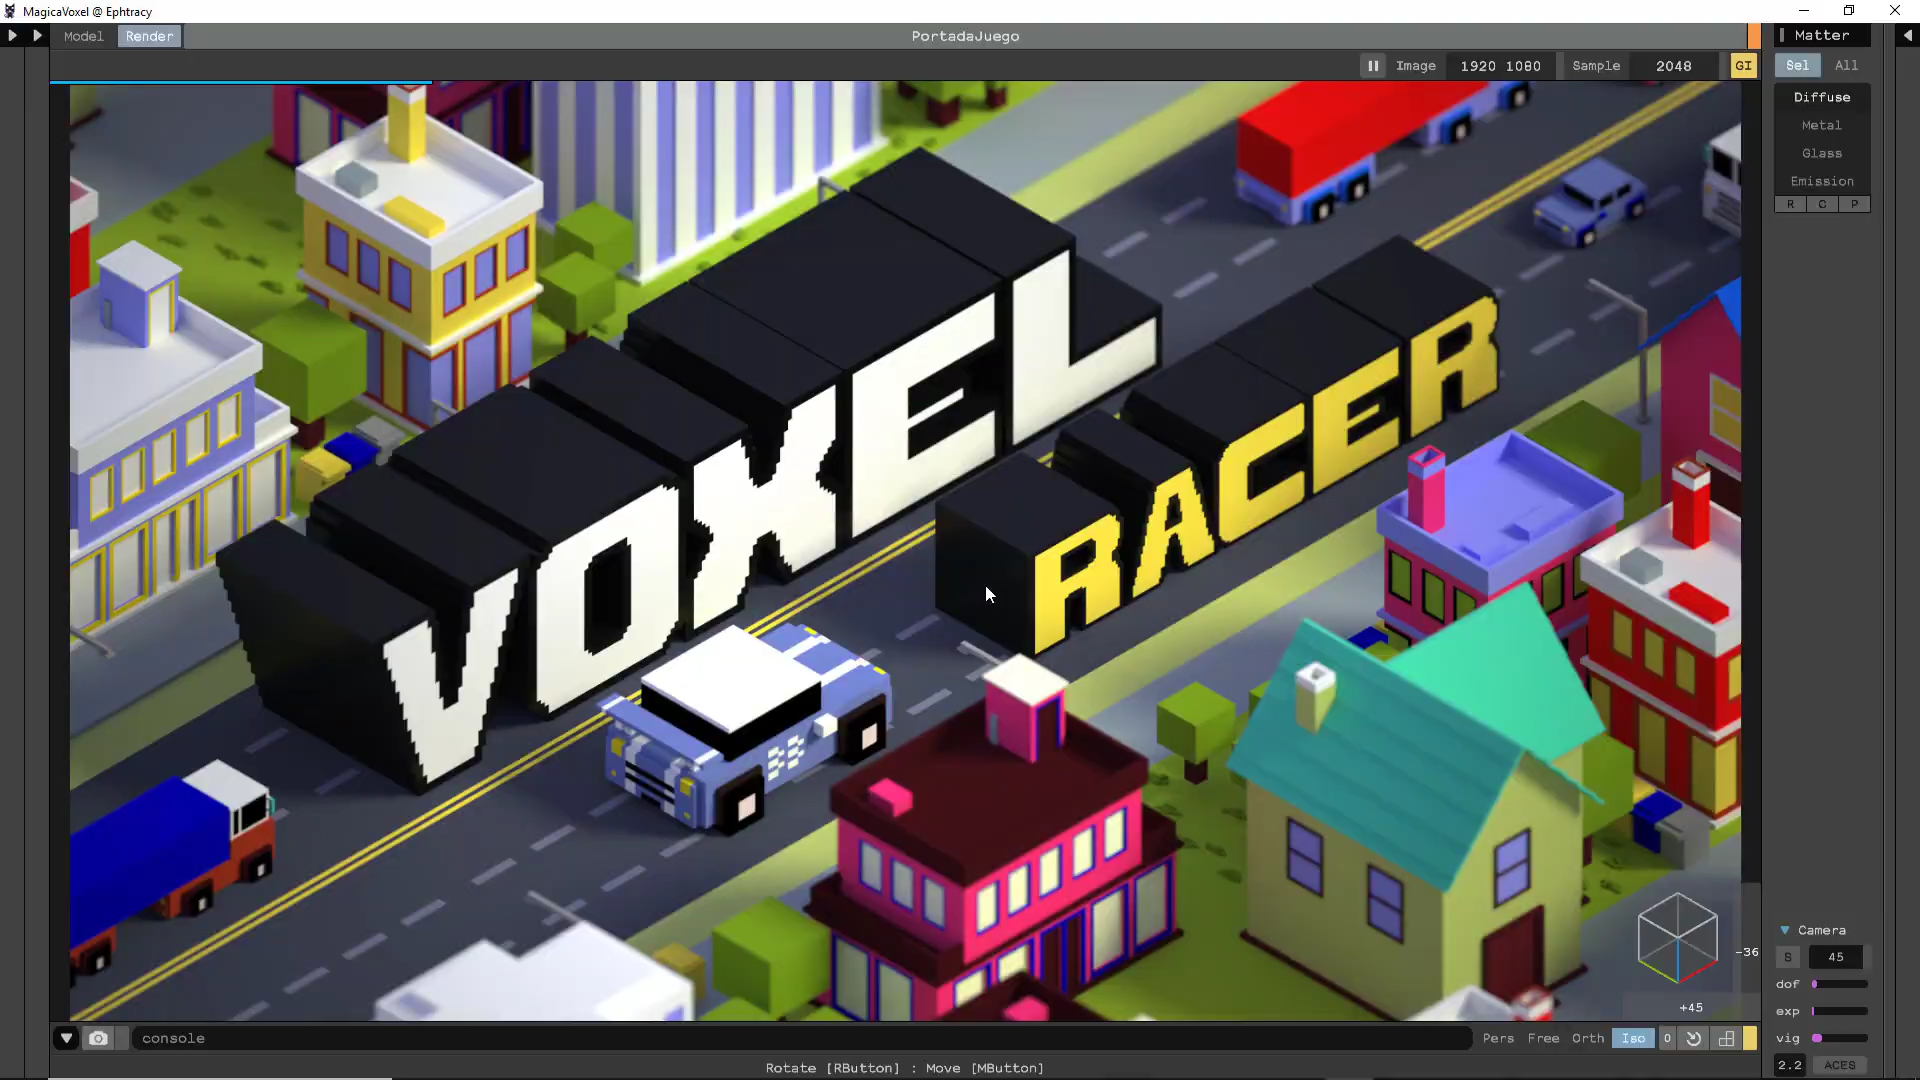 MagicaVoxel @ Ephtracy
Model Render PortadaJuego Matter
Image 1920 1080 Sample 2048 GI Sel All
Diffuse
Metal
Glass
Emission
R C P
VOXEL
RACER
Camera
-36 S 45
dof
+45 exp
console Pers Free Orth Iso 0 vig
Rotate [RButton] : Move [MButton] 2.2 ACES